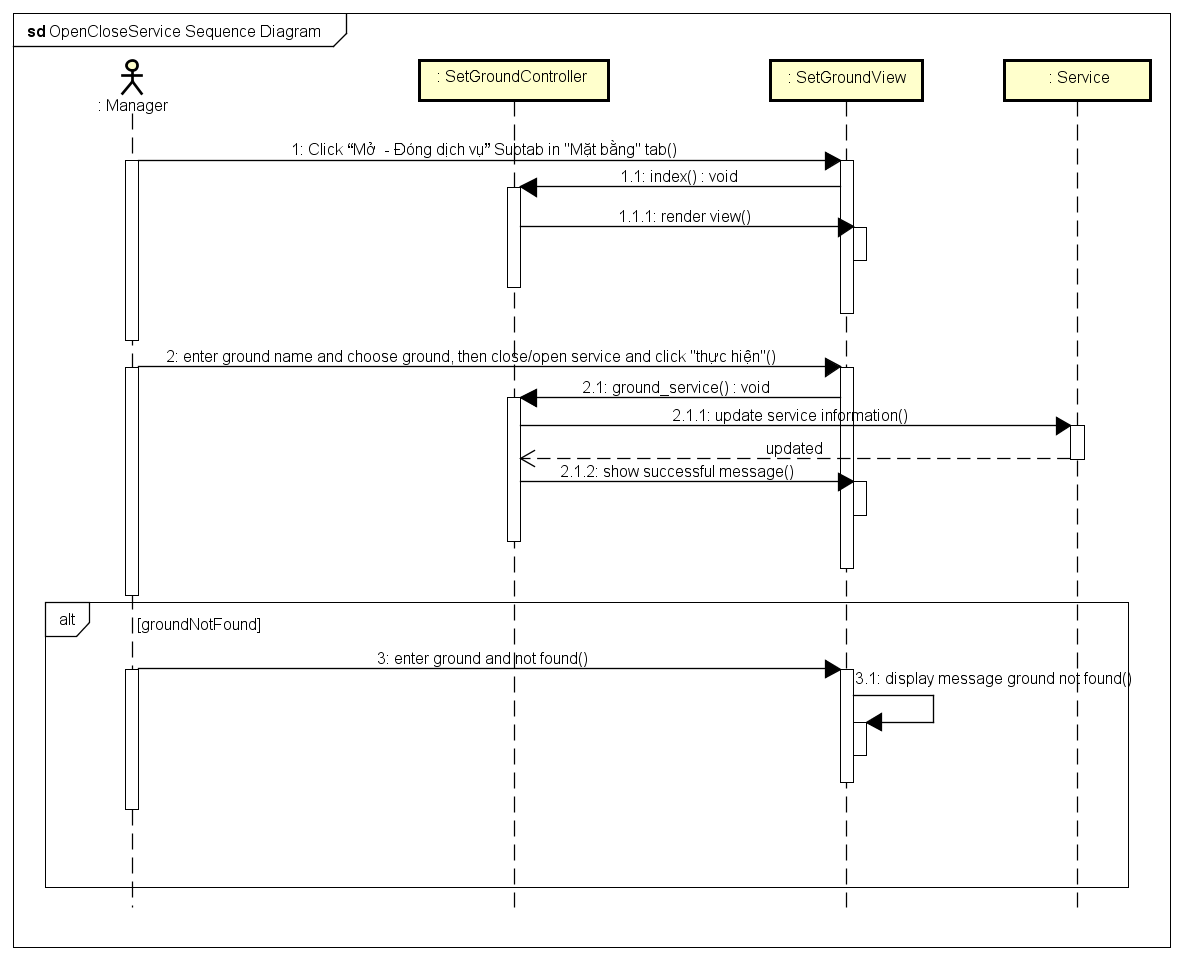 sd OpenCloseService Sequence Diagram
: Manager
: SetGroundController
: SetGroundView
: Service
1: Click “Mở - Đóng dịch vụ” Subtab in "Mặt bằng" tab()
1.1: index() : void
1.1.1: render view()
2: enter ground name and choose ground, then close/open service and click "thực hiện"()
2.1: ground_service() : void
2.1.1: update service information()
updated
2.1.2: show successful message()
alt
[groundNotFound]
3: enter ground and not found()
3.1: display message ground not found()